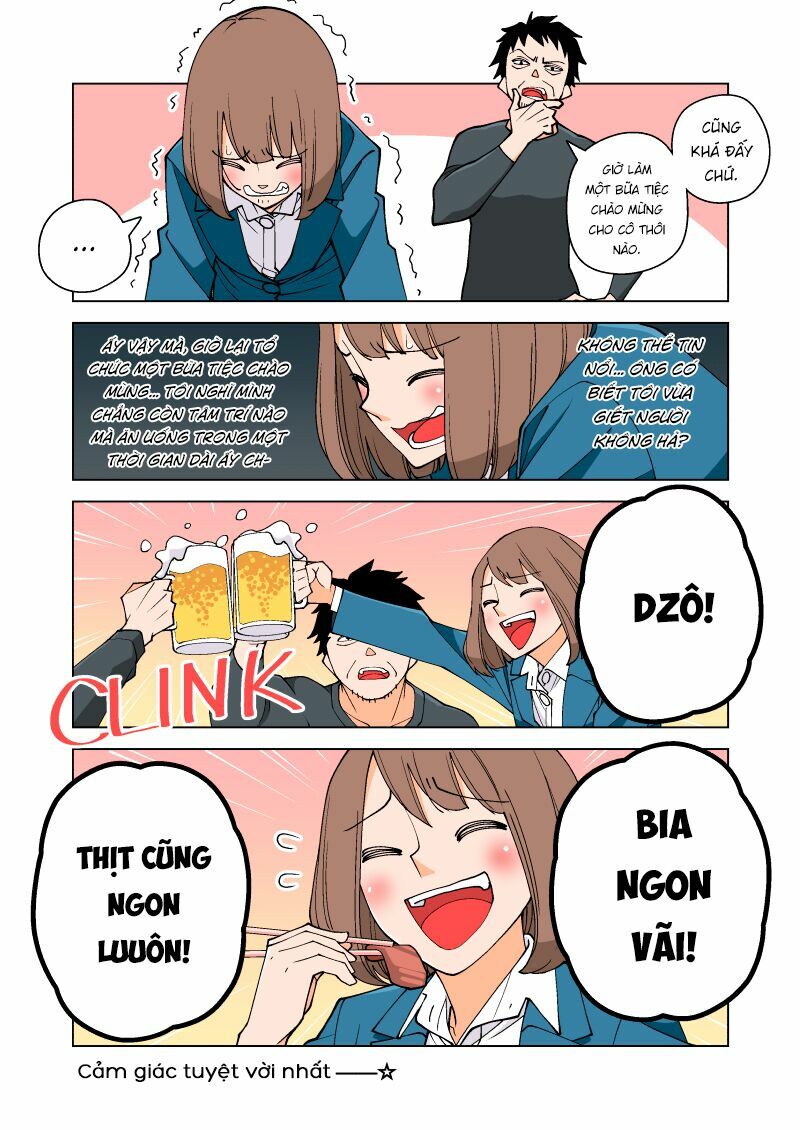 CŨNG
KHÁ ĐẤY
CHỨ.
GIỜ LÀM
MỘT BỮA TIỆC
CHÀO MỪNG
CHO CÔ THÔI
NÀO.
...
KHÔNG THỂ TIN
NỔI... ÔNG CÓ
BIẾT TÔI VỪA
GIẾT NGƯỜI
KHÔNG HẢ?
ẤY VẬY MÀ, GIỜ LẠI TỔ
CHỨC MỘT BỮA TIỆC CHÀO
MỪNG... TÔI NGHĨ MÌNH
CHẲNG CÒN TÂM TRÍ NÀO
MÀ ĂN UỐNG TRONG MỘT
THỜI GIAN DÀI ẤY CH-
DZÔ!
CLINK
BIA
NGON
VÃI!
THỊT CŨNG
NGON
LUUÔN!
Cảm giác tuyệt vời nhất ——☆